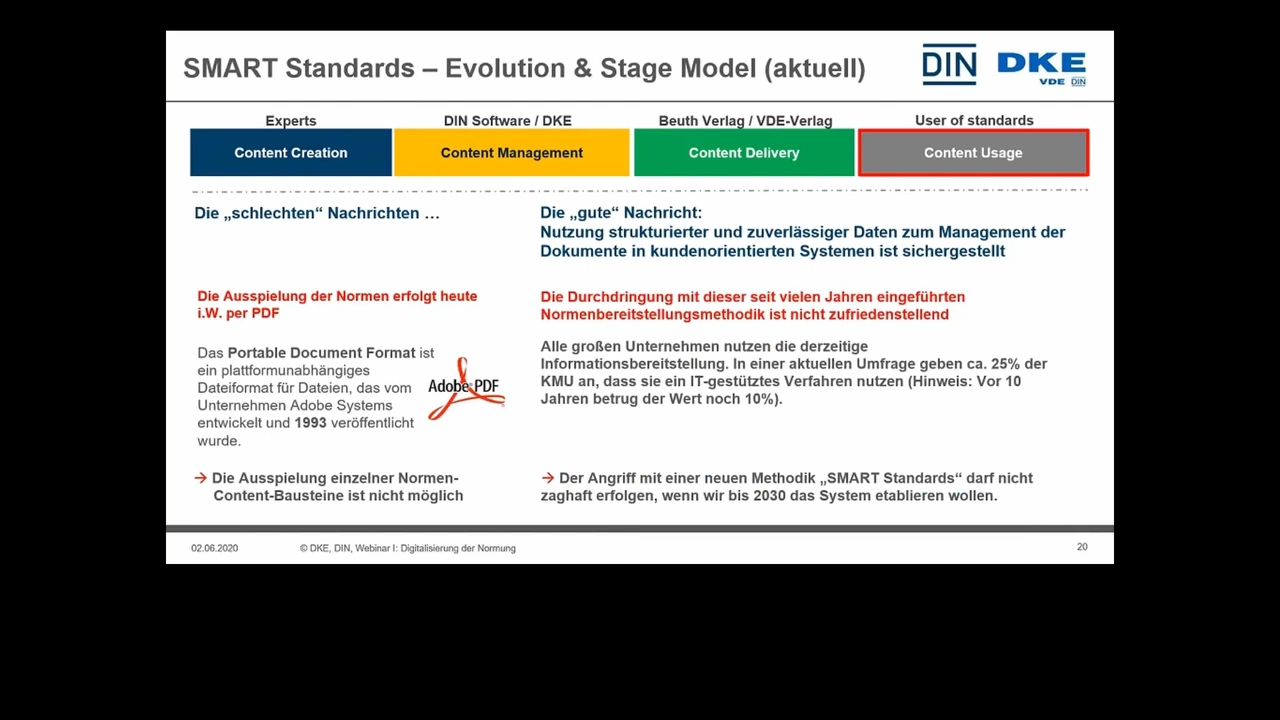 SMART Standards – Evolution & Stage Model (aktuell)
DIN
DKE
VDE DIN
Experts
DIN Software / DKE
Beuth Verlag / VDE-Verlag
User of standards
Content Creation
Content Management
Content Delivery
Content Usage
Die „schlechten“ Nachrichten …
Die Ausspielung der Normen erfolgt heute
i.W. per PDF
Das Portable Document Format ist
ein plattformunabhängiges
Dateiformat für Dateien, das vom
Unternehmen Adobe Systems
entwickelt und 1993 veröffentlicht
wurde.
Adobe PDF
→ Die Ausspielung einzelner Normen-
Content-Bausteine ist nicht möglich
Die „gute“ Nachricht:
Nutzung strukturierter und zuverlässiger Daten zum Management der
Dokumente in kundenorientierten Systemen ist sichergestellt
Die Durchdringung mit dieser seit vielen Jahren eingeführten
Normenbereitstellungsmethodik ist nicht zufriedenstellend
Alle großen Unternehmen nutzen die derzeitige
Informationsbereitstellung. In einer aktuellen Umfrage geben ca. 25% der
KMU an, dass sie ein IT-gestütztes Verfahren nutzen (Hinweis: Vor 10
Jahren betrug der Wert noch 10%).
→ Der Angriff mit einer neuen Methodik „SMART Standards“ darf nicht
zaghaft erfolgen, wenn wir bis 2030 das System etablieren wollen.
02.06.2020
© DKE, DIN, Webinar I: Digitalisierung der Normung
20